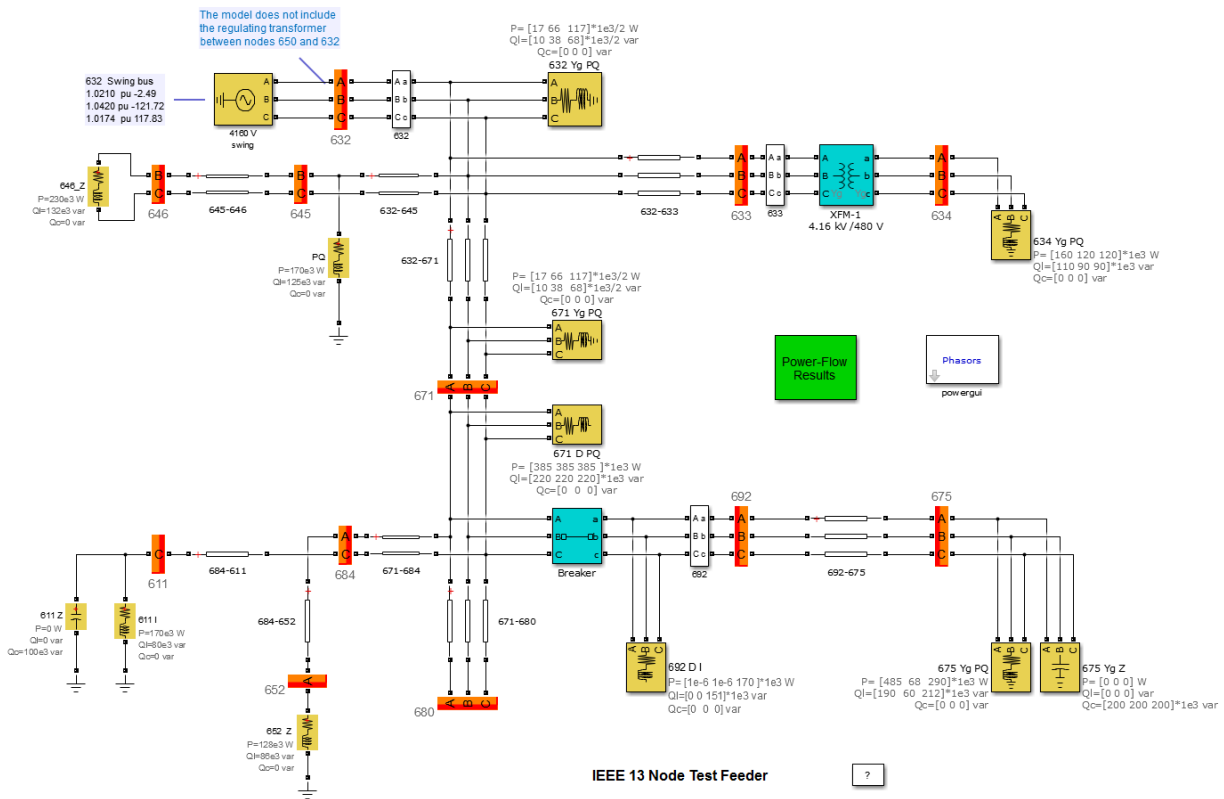 The model does not include
the regulating transformer
between nodes 650 and 632
P= [17 66  117]*1e3/2 W
Ql=[10 38  68]*1e3/2 var
Qc=[0 0 0] var
632 Yg PQ
A
B
C
632  Swing bus
1.0210  pu -2.49
1.0420 pu -121.72
1.0174  pu 117.83
A
B
C
4160 V
swing
A
B
C
632
A a
B b
C c
632
646_Z
P=230e3 W
Ql=132e3 var
Qc=0 var
B
C
646
645-646
B
C
645
632-645
632-633
A
B
C
633
A a
B b
C c
633
A a
B b
C c
Yg Yg
XFM-1
4.16 kV /480 V
A
B
C
634
A B C
634 Yg PQ
P= [160 120 120]*1e3 W
Ql=[110 90 90]*1e3 var
Qc=[0 0 0] var
PQ
P=170e3 W
Ql=125e3 var
Qc=0 var
632-671
P= [17 66  117]*1e3/2 W
Ql=[10 38  68]*1e3/2 var
Qc=[0 0 0] var
671 Yg PQ
A
B
C
671
A B C
Power-Flow
Results
Phasors
powergui
A
B
C
671 D PQ
P= [385 385 385 ]*1e3 W
Ql=[220 220 220]*1e3 var
Qc=[0  0  0] var
A a
B b
C c
Breaker
A a
B b
C c
692
692
A
B
C
692-675
675
A
B
C
C
611
684-611
A
C
684
671-684
611 Z
P=0 W
Ql=0 var
Qc=100e3 var
611 I
P=170e3 W
Ql=80e3 var
Qc=0 var
684-652
671-680
652
A
680
A B C
652 Z
P=128e3 W
Ql=86e3 var
Qc=0 var
A B C
692 D I
P= [1e-6 1e-6 170 ]*1e3 W
Ql=[0 0 151]*1e3 var
Qc=[0  0  0] var
A B C
675 Yg PQ
P= [485 68 290]*1e3 W
Ql=[190  60  212]*1e3 var
Qc=[0 0 0] var
A B C
675 Yg Z
P= [0 0 0] W
Ql=[0 0 0] var
Qc=[200 200 200]*1e3 var
IEEE 13 Node Test Feeder
?